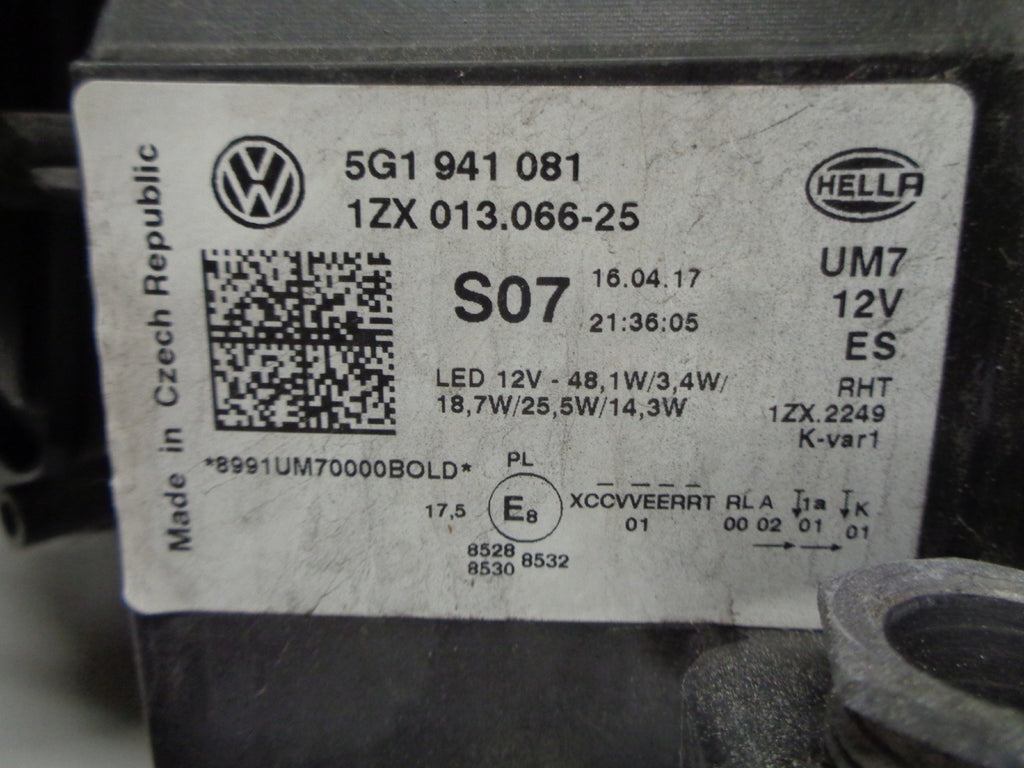 Made in Czech Republic
VW
5G1 941 081
1ZX 013.066-25
HELLA
S07
16.04.17
21:36:05
UM7
12V
ES
LED 12V - 48,1W/3,4W/
18,7W/25,5W/14,3W
RHT
1ZX.2249
K-var1
*8991UM70000BOLD*
PL
17,5
E8
XCCVVEERRT RL A 1a K
01 00 02 01 01
8528
8530 8532